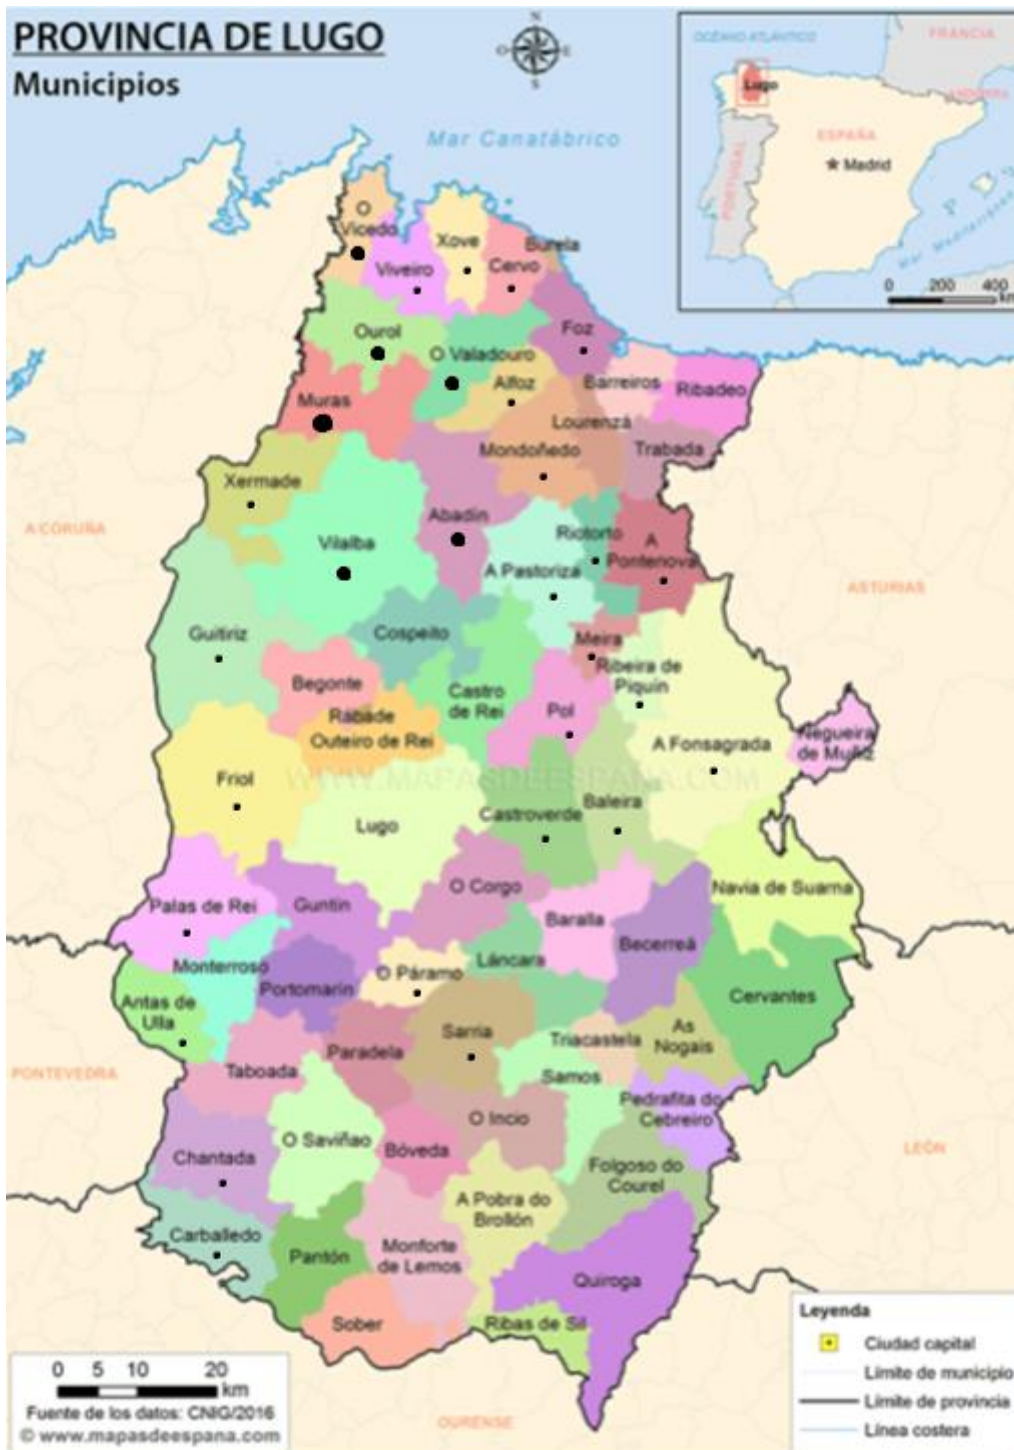 PROVINCIA DE LUGO
Municipios
N
O
E
S
OCÉANO ATLÁNTICO
FRANCIA
ANDORRA
Lugo
ESPAÑA
Madrid
PORTUGAL
Mar Mediterráneo
0 200 400
km
Mar Canatábrico
O
Vicedo
Xove
Burela
Viveiro
Cervo
Ourol
Foz
O Valadouro
Alfoz
Barreiros
Ribadeo
Muras
Lourenzá
Mondoñedo
Trabada
Xermade
A CORUÑA
Abadín
Riotorto
A
Pontenova
Vilalba
A Pastoriza
ASTURIAS
Guitiriz
Cospeito
Meira
Ribeira de
Piquín
Begonte
Castro
de Rei
Rábade
Pol
Outeiro de Rei
A Fonsagrada
Negueira
de Muñiz
WWW.MAPASDEESPANA.COM
Friol
Lugo
Castroverde
Baleira
O Corgo
Navia de Suarna
Palas de Rei
Guntín
Baralla
Becerreá
Monterroso
O Páramo
Láncara
Portomarín
Cervantes
Antas de
Ulla
Sarria
As
Nogais
Triacastela
Paradela
Taboada
Samos
PONTEVEDRA
Pedrafita do
Cebreiro
O Incio
O Saviñao
Bóveda
Chantada
Folgoso do
Courel
LEÓN
A Pobra do
Brollón
Carballedo
Pantón
Monforte
de Lemos
Quiroga
Sober
Ribas de Sil
OURENSE
0 5 10 20
km
Fuente de los datos: CNIG/2016
© www.mapasdeespana.com
Leyenda
Ciudad capital
Límite de municipio
Límite de provincia
Línea costera